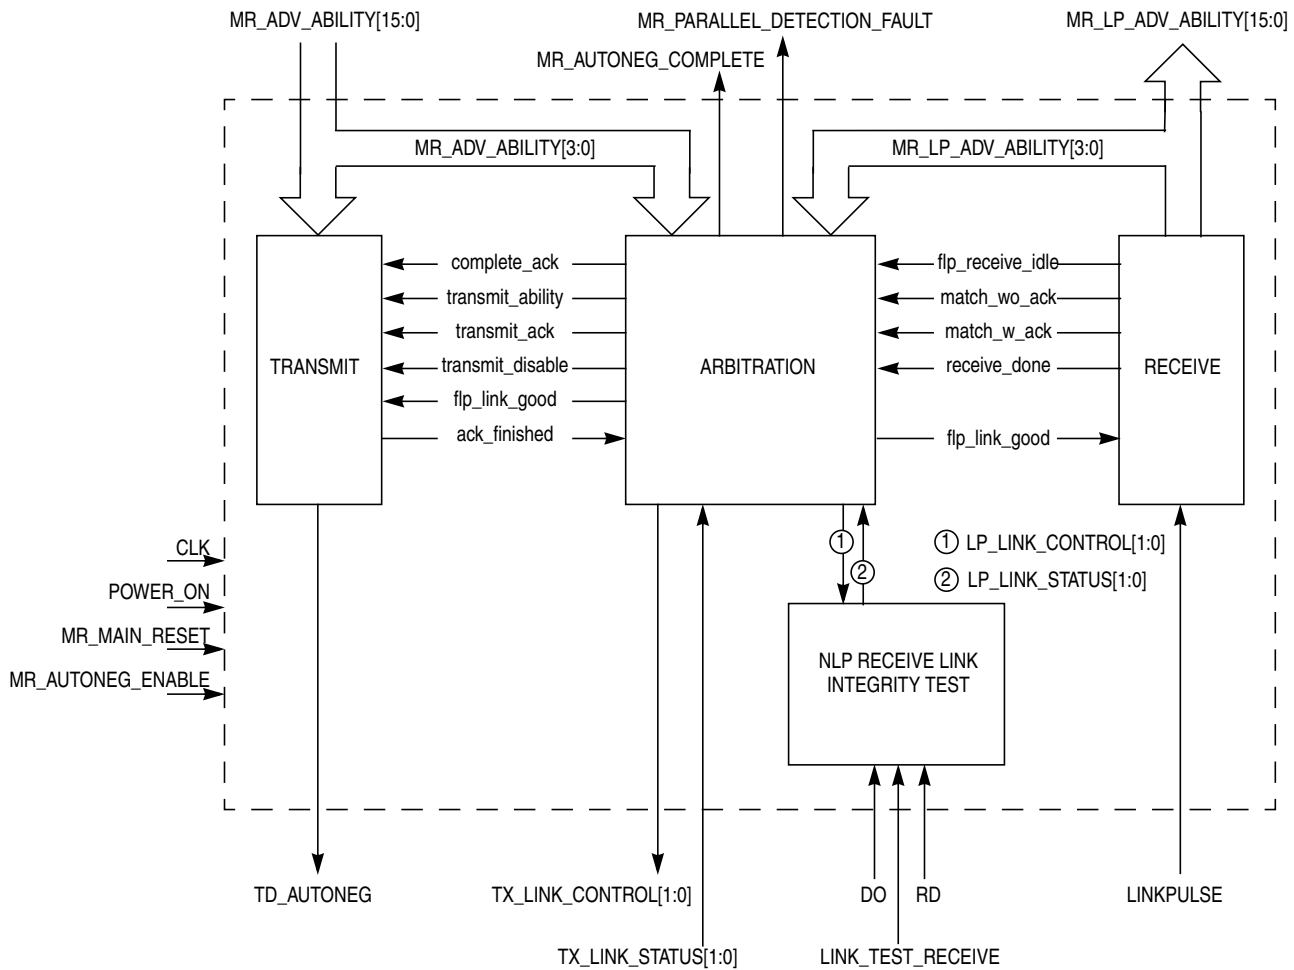 MR_ADV_ABILITY[15:0]
MR_PARALLEL_DETECTION_FAULT
MR_LP_ADV_ABILITY[15:0]
MR_AUTONEG_COMPLETE
MR_ADV_ABILITY[3:0]
MR_LP_ADV_ABILITY[3:0]
complete_ack
flp_receive_idle
transmit_ability
match_wo_ack
transmit_ack
match_w_ack
TRANSMIT
transmit_disable
ARBITRATION
receive_done
RECEIVE
flp_link_good
ack_finished
flp_link_good
1
1 LP_LINK_CONTROL[1:0]
2
2 LP_LINK_STATUS[1:0]
CLK
POWER_ON
MR_MAIN_RESET
MR_AUTONEG_ENABLE
NLP RECEIVE LINK
INTEGRITY TEST
TD_AUTONEG
TX_LINK_CONTROL[1:0]
DO
RD
LINKPULSE
TX_LINK_STATUS[1:0]
LINK_TEST_RECEIVE